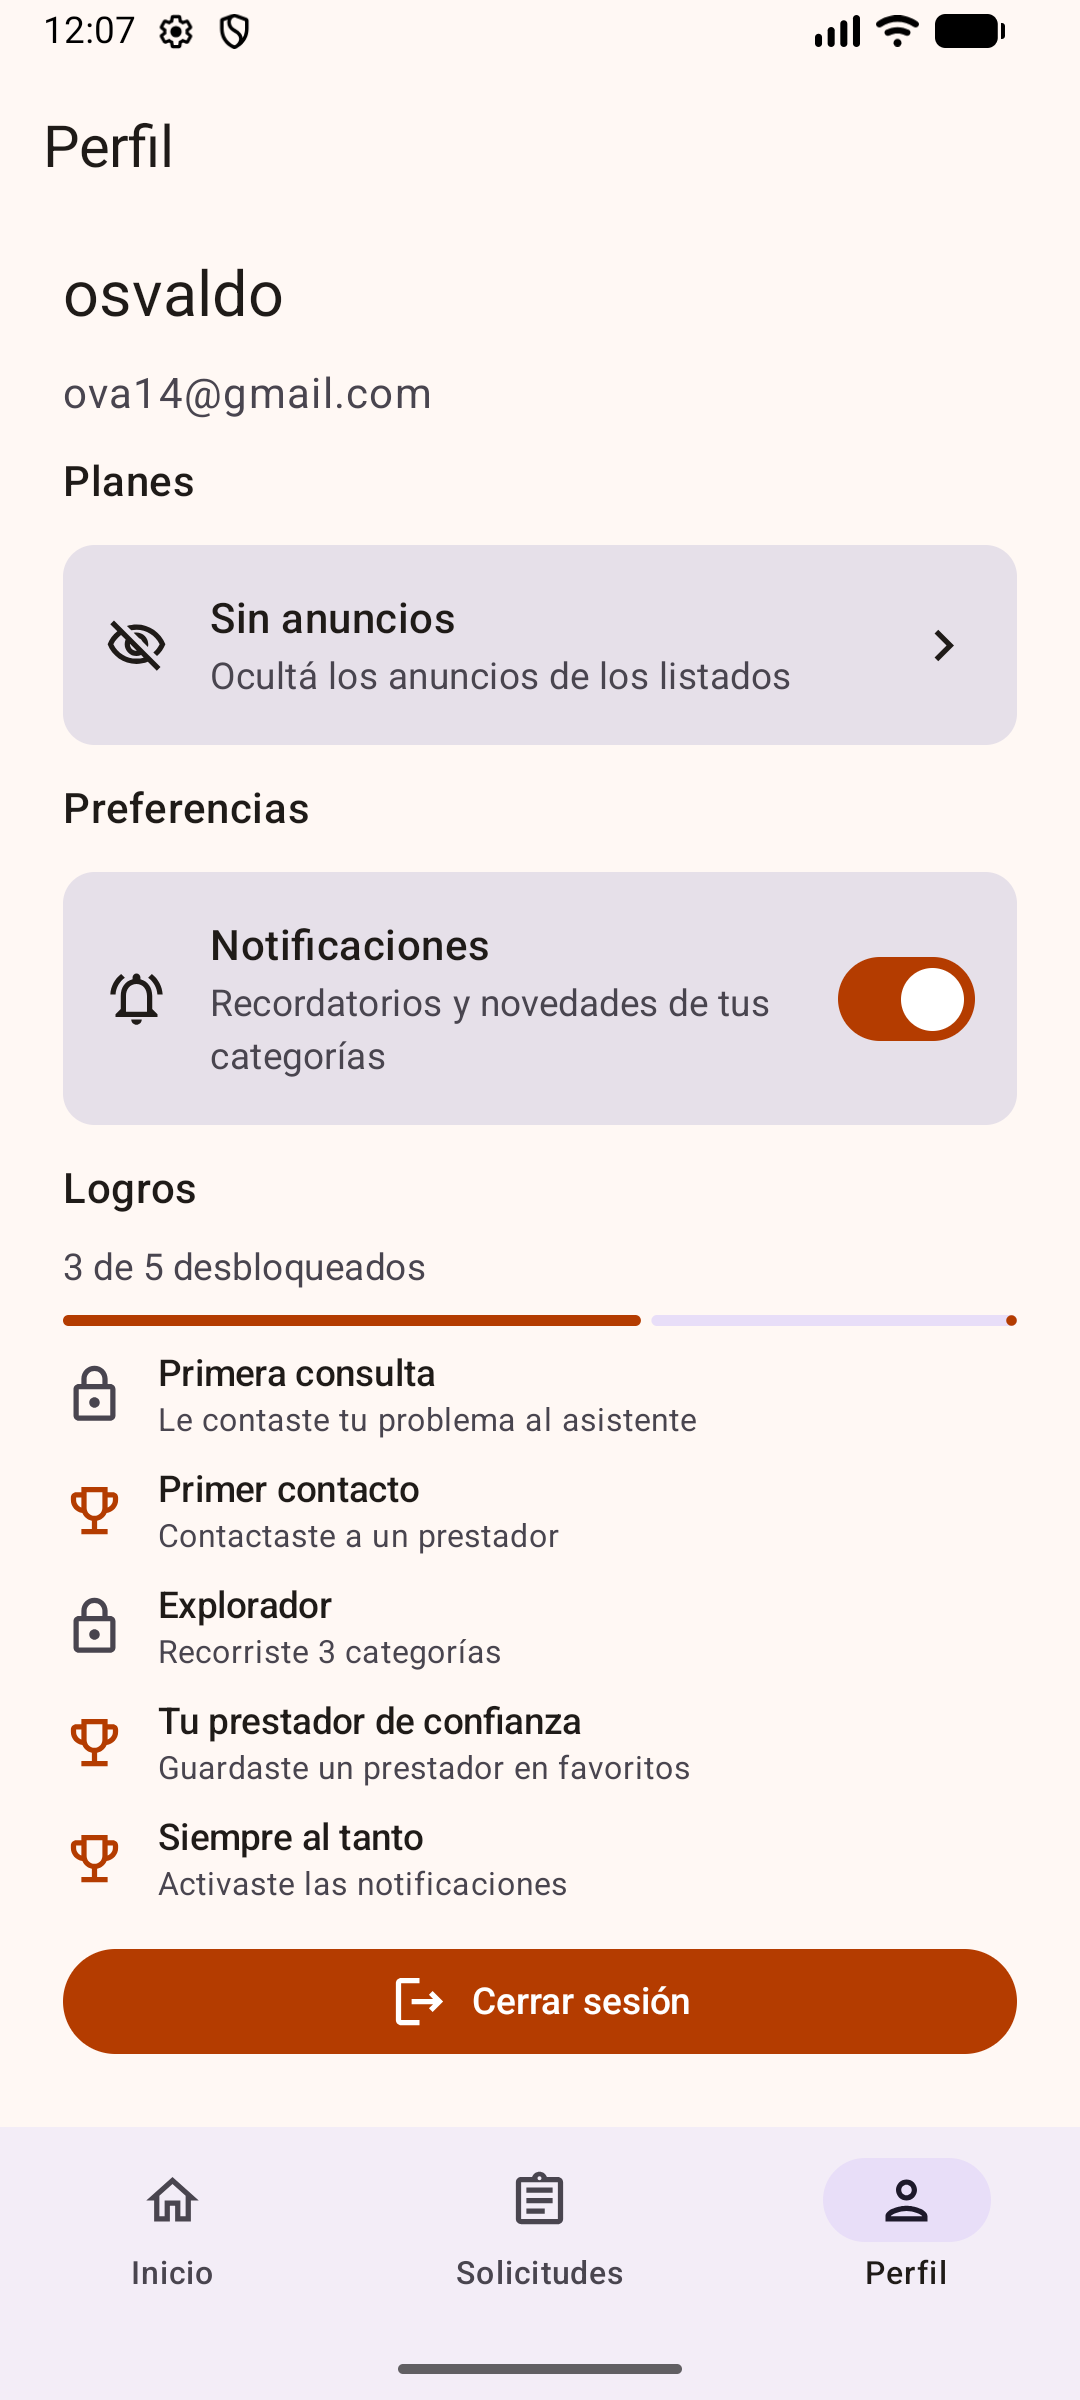 12:07
Perfil
osvaldo
ova14@gmail.com
Planes
Sin anuncios
Ocultá los anuncios de los listados
Preferencias
Notificaciones
Recordatorios y novedades de tus
categorías
Logros
3 de 5 desbloqueados
Primera consulta
Le contaste tu problema al asistente
Primer contacto
Contactaste a un prestador
Explorador
Recorriste 3 categorías
Tu prestador de confianza
Guardaste un prestador en favoritos
Siempre al tanto
Activaste las notificaciones
Cerrar sesión
Inicio
Solicitudes
Perfil